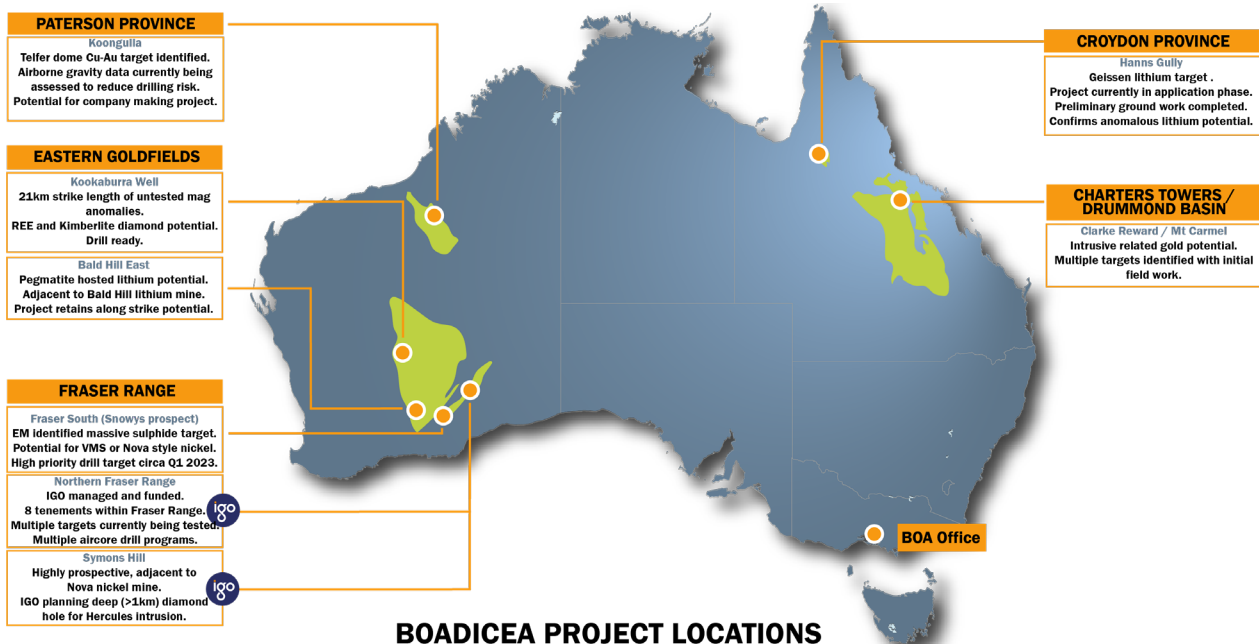 PATERSON PROVINCE
Koongulla
Telfer dome Cu-Au target identified.
Airborne gravity data currently being
assessed to reduce drilling risk.
Potential for company making project.
EASTERN GOLDFIELDS
Kookaburra Well
21km strike length of untested mag
anomalies.
REE and Kimberlite diamond potential.
Drill ready.
Bald Hill East
Pegmatite hosted lithium potential.
Adjacent to Bald Hill lithium mine.
Project retains along strike potential.
FRASER RANGE
Fraser South (Snowys prospect)
EM identified massive sulphide target.
Potential for VMS or Nova style nickel.
High priority drill target circa Q1 2023.
Northern Fraser Range
IGO managed and funded.
8 tenements within Fraser Range.
Multiple targets currently being tested.
Multiple aircore drill programs.
igo
Symons Hill
Highly prospective, adjacent to
Nova nickel mine.
IGO planning deep (>1km) diamond
hole for Hercules intrusion.
igo
CROYDON PROVINCE
Hanns Gully
Geissen lithium target .
Project currently in application phase.
Preliminary ground work completed.
Confirms anomalous lithium potential.
CHARTERS TOWERS /
DRUMMOND BASIN
Clarke Reward / Mt Carmel
Intrusive related gold potential.
Multiple targets identified with initial
field work.
BOA Office
BOADICEA PROJECT LOCATIONS